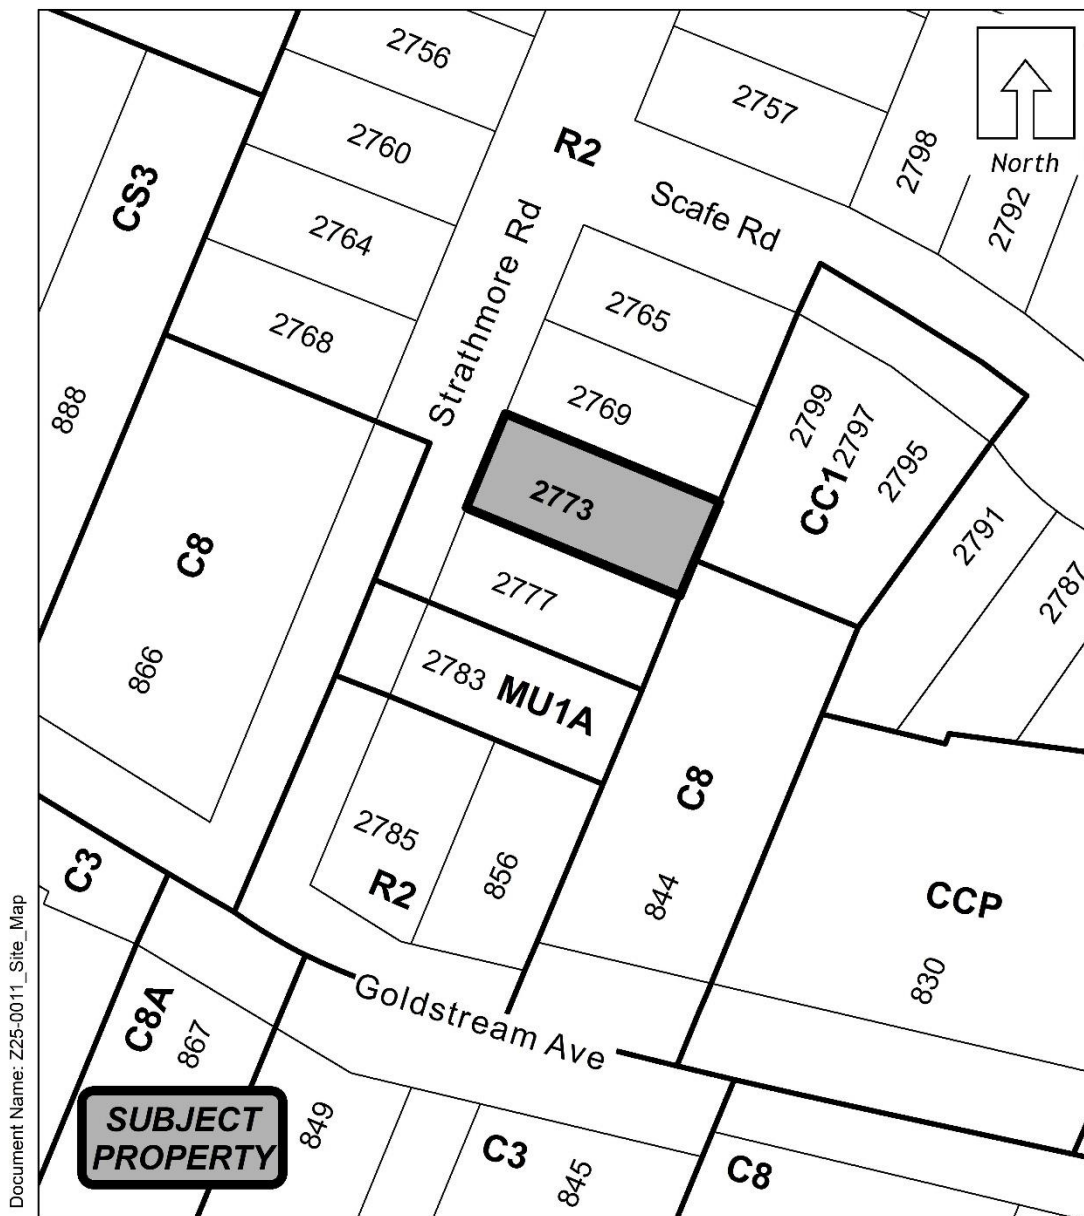 2756
2757
2760
R2
North
2798
CS3
2792
Scafe Rd
2764
Strathmore Rd
2765
2768
888
2769
2799
2797
2795
CC1
2773
2791
C8
2777
2787
866
2783
MU1A
C8
2785
856
C3
R2
844
CCP
830
Goldstream Ave
C8A
867
SUBJECT
PROPERTY
849
C3
845
C8
Document Name: Z25-0011_Site_Map